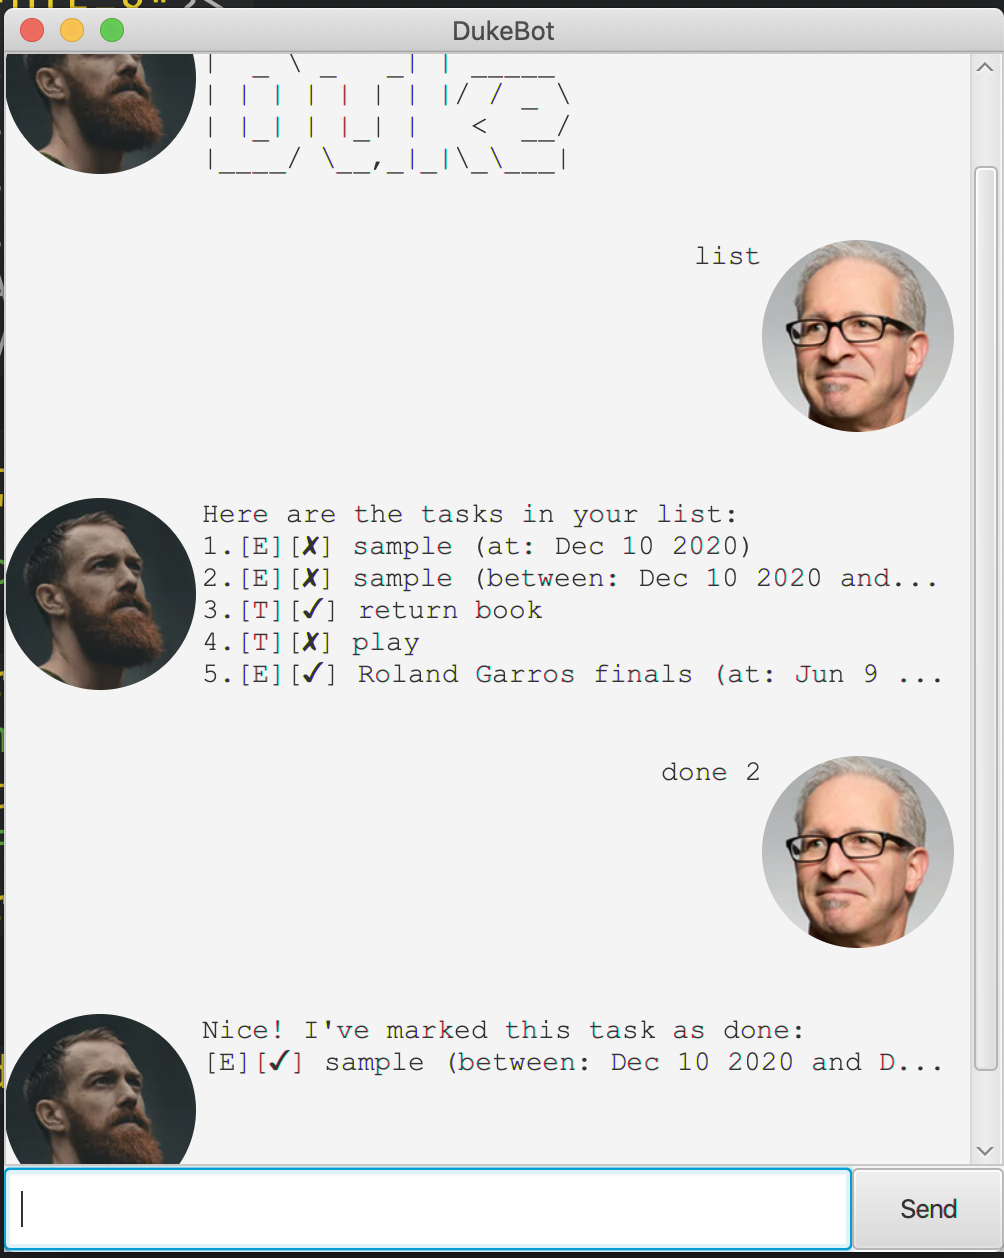 DukeBot
|  _ \ _   _| | _____
| | | | | | | |/ / _ \
| |_| | |_| |   <  __/
|____/ \__,_|_|\_\___|
list
Here are the tasks in your list:
1.[E][✗] sample (at: Dec 10 2020)
2.[E][✗] sample (between: Dec 10 2020 and...
3.[T][✓] return book
4.[T][✗] play
5.[E][✓] Roland Garros finals (at: Jun 9 ...
done 2
Nice! I've marked this task as done:
[E][✓] sample (between: Dec 10 2020 and D...
Send